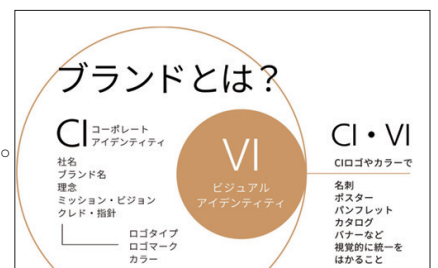 ブランドとは？
CI コーポレート
アイデンティティ
社名
ブランド名
理念
ミッション・ビジョン
クレド・指針
ロゴタイプ
ロゴマーク
カラー
VI
ビジュアル
アイデンティティ
CI・VI
CIロゴやカラーで
名刺
ポスター
パンフレット
カタログ
バナーなど
視覚的に統一を
はかること